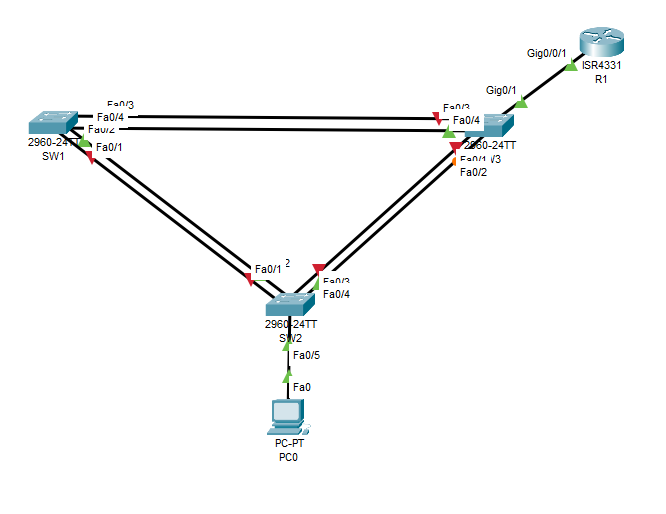 Gig0/0/1
ISR4331
R1
Gig0/1
Fa0/3
Fa0/4
Fa0/2
Fa0/1
2960-24TT
SW1
Fa0/3
Fa0/4
2960-24TT
Fa0/1
/3
Fa0/2
Fa0/1
2
Fa0/3
Fa0/4
2960-24TT
SW2
Fa0/5
Fa0
PC-PT
PC0